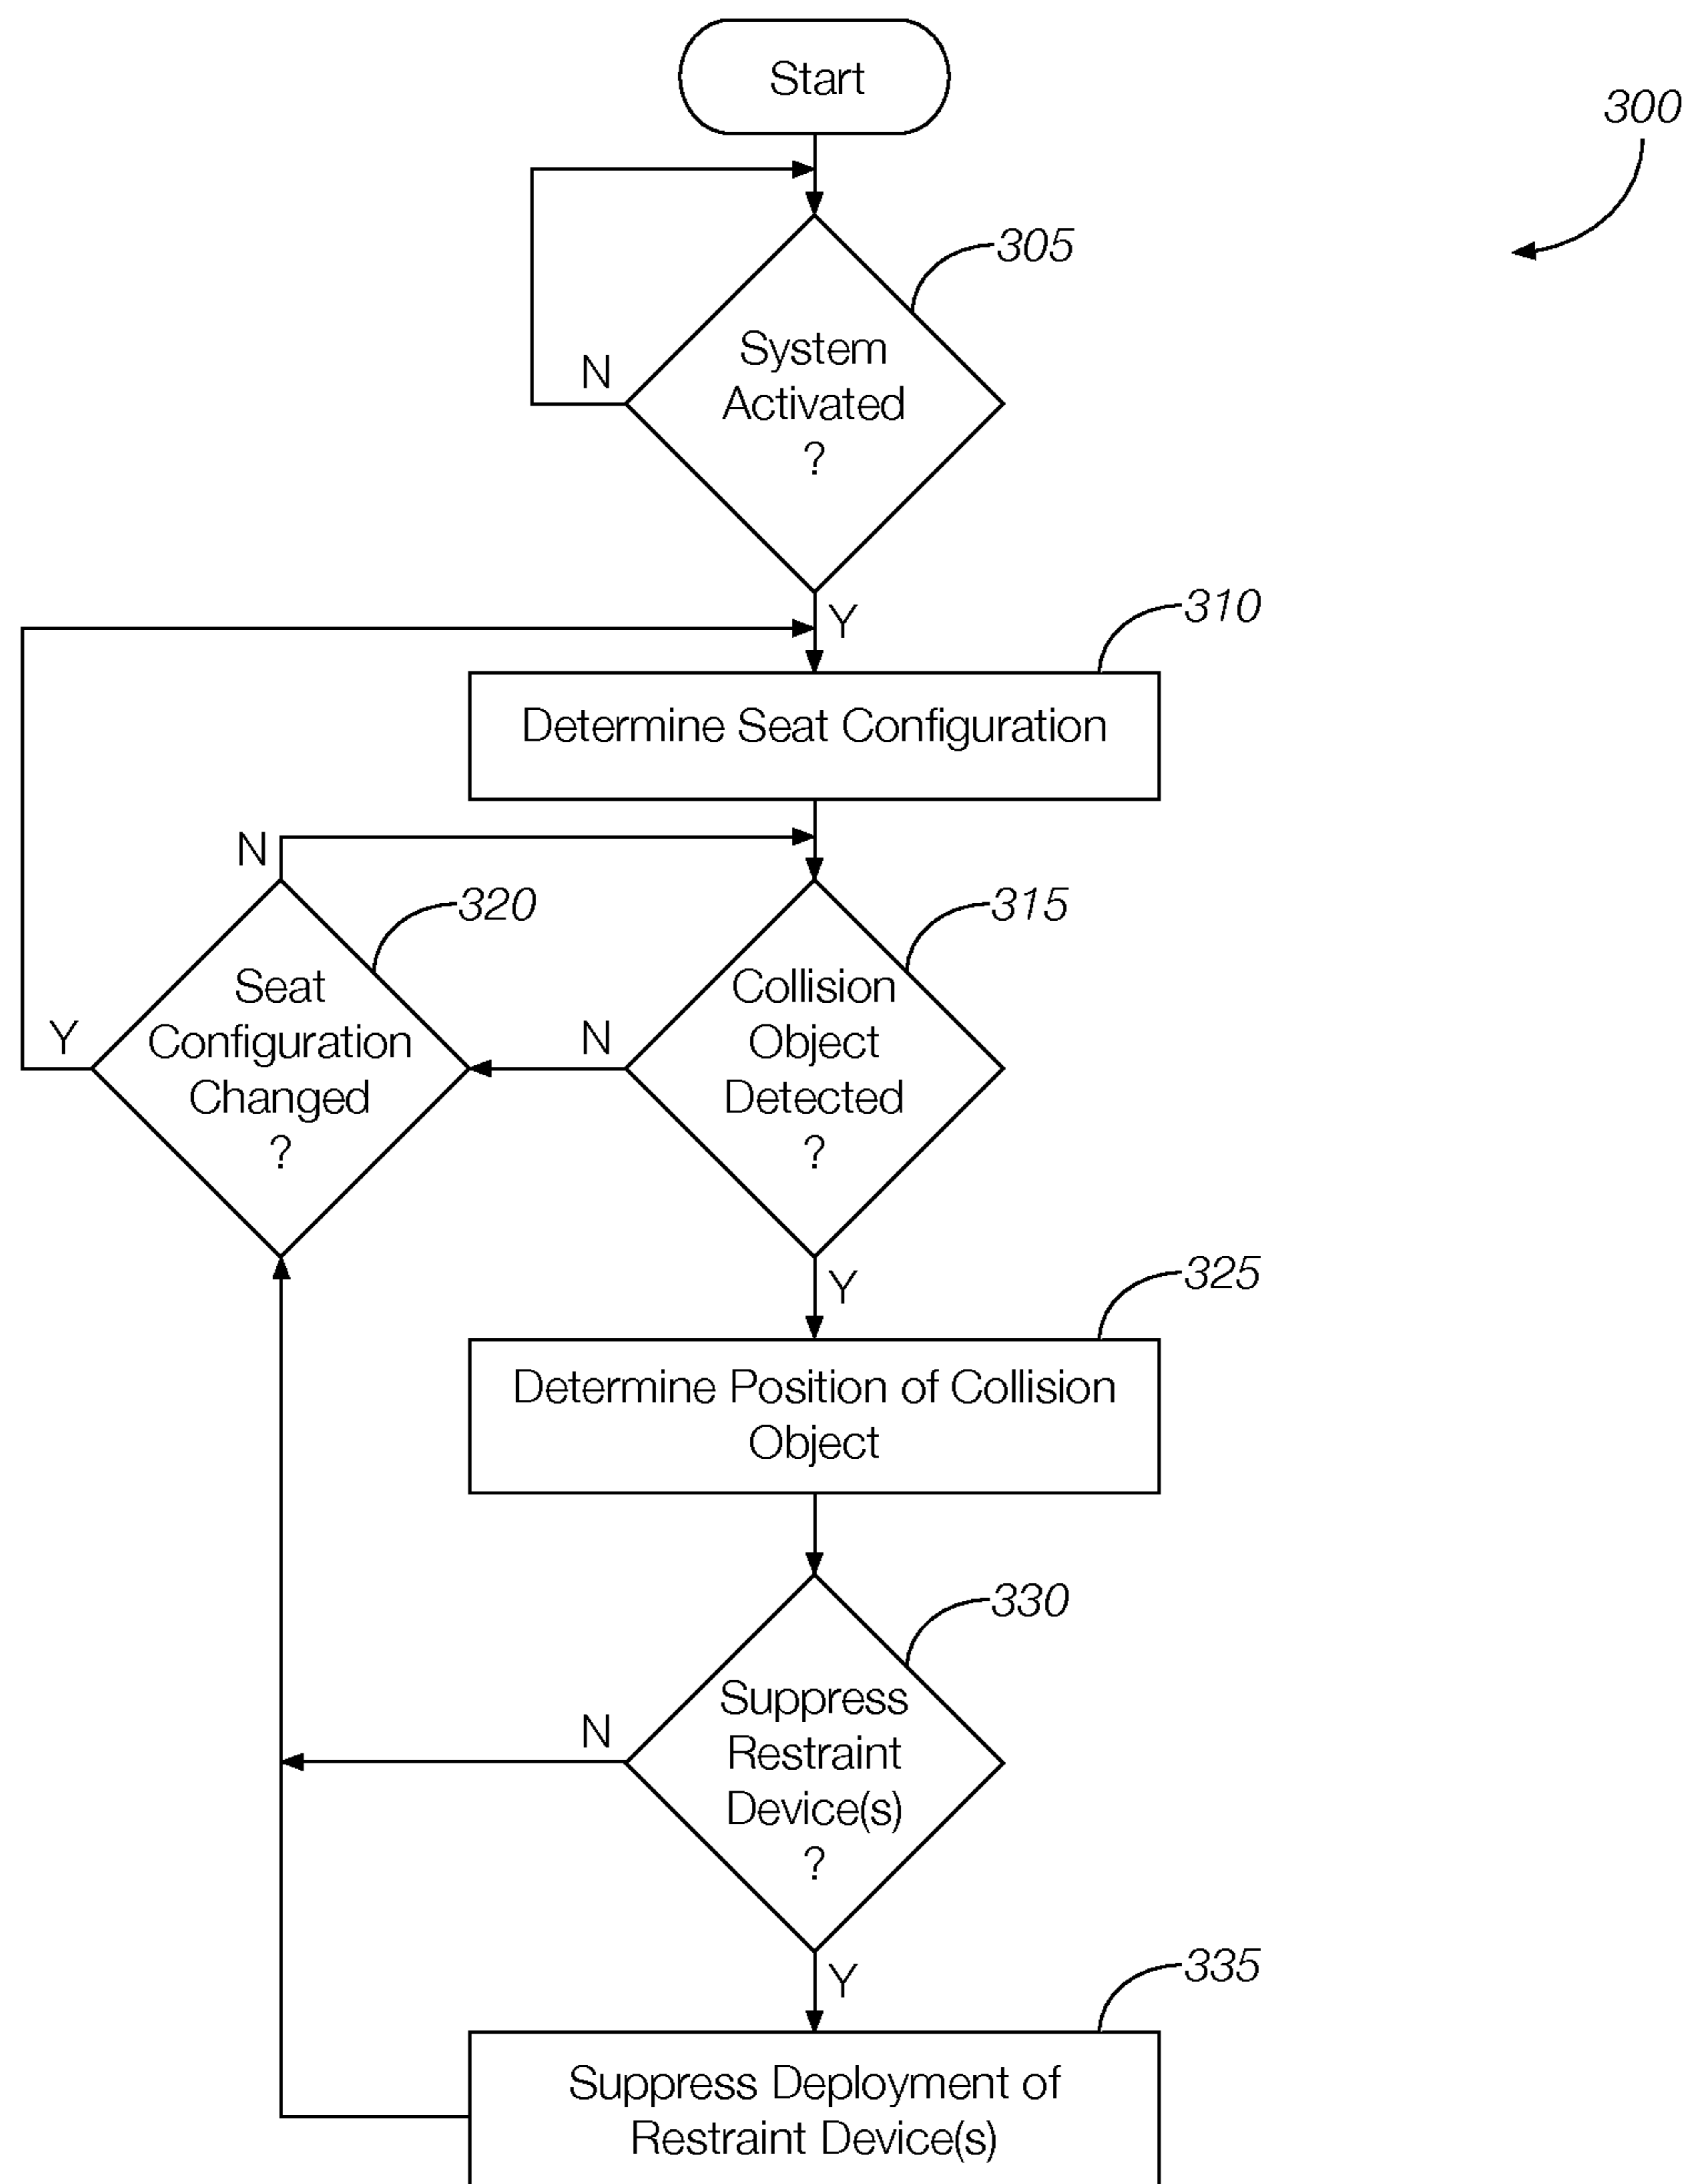 Start
300
305
System
Activated
?
N
Y
310
Determine Seat Configuration
N
320
315
Seat
Configuration
Changed
?
Y
N
Collision
Object
Detected
?
Y
325
Determine Position of Collision
Object
330
Suppress
Restraint
Device(s)
?
N
Y
335
Suppress Deployment of
Restraint Device(s)